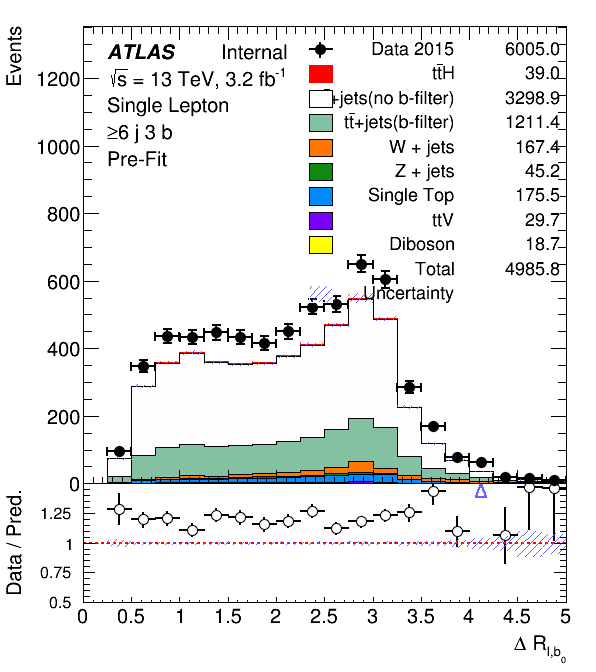 Events
ATLAS Internal
√s = 13 TeV, 3.2 fb⁻¹
Single Lepton
≥6 j 3 b
Pre-Fit
Data 2015 6005.0
tt̄H 39.0
+jets(no b-filter) 3298.9
tt̄+jets(b-filter) 1211.4
W + jets 167.4
Z + jets 45.2
Single Top 175.5
ttV 29.7
Diboson 18.7
Total 4985.8
Uncertainty
1200
1000
800
600
400
200
0
Data / Pred.
1.25
1
0.75
0.5
0 0.5 1 1.5 2 2.5 3 3.5 4 4.5 5
Δ R_{l,b_0}